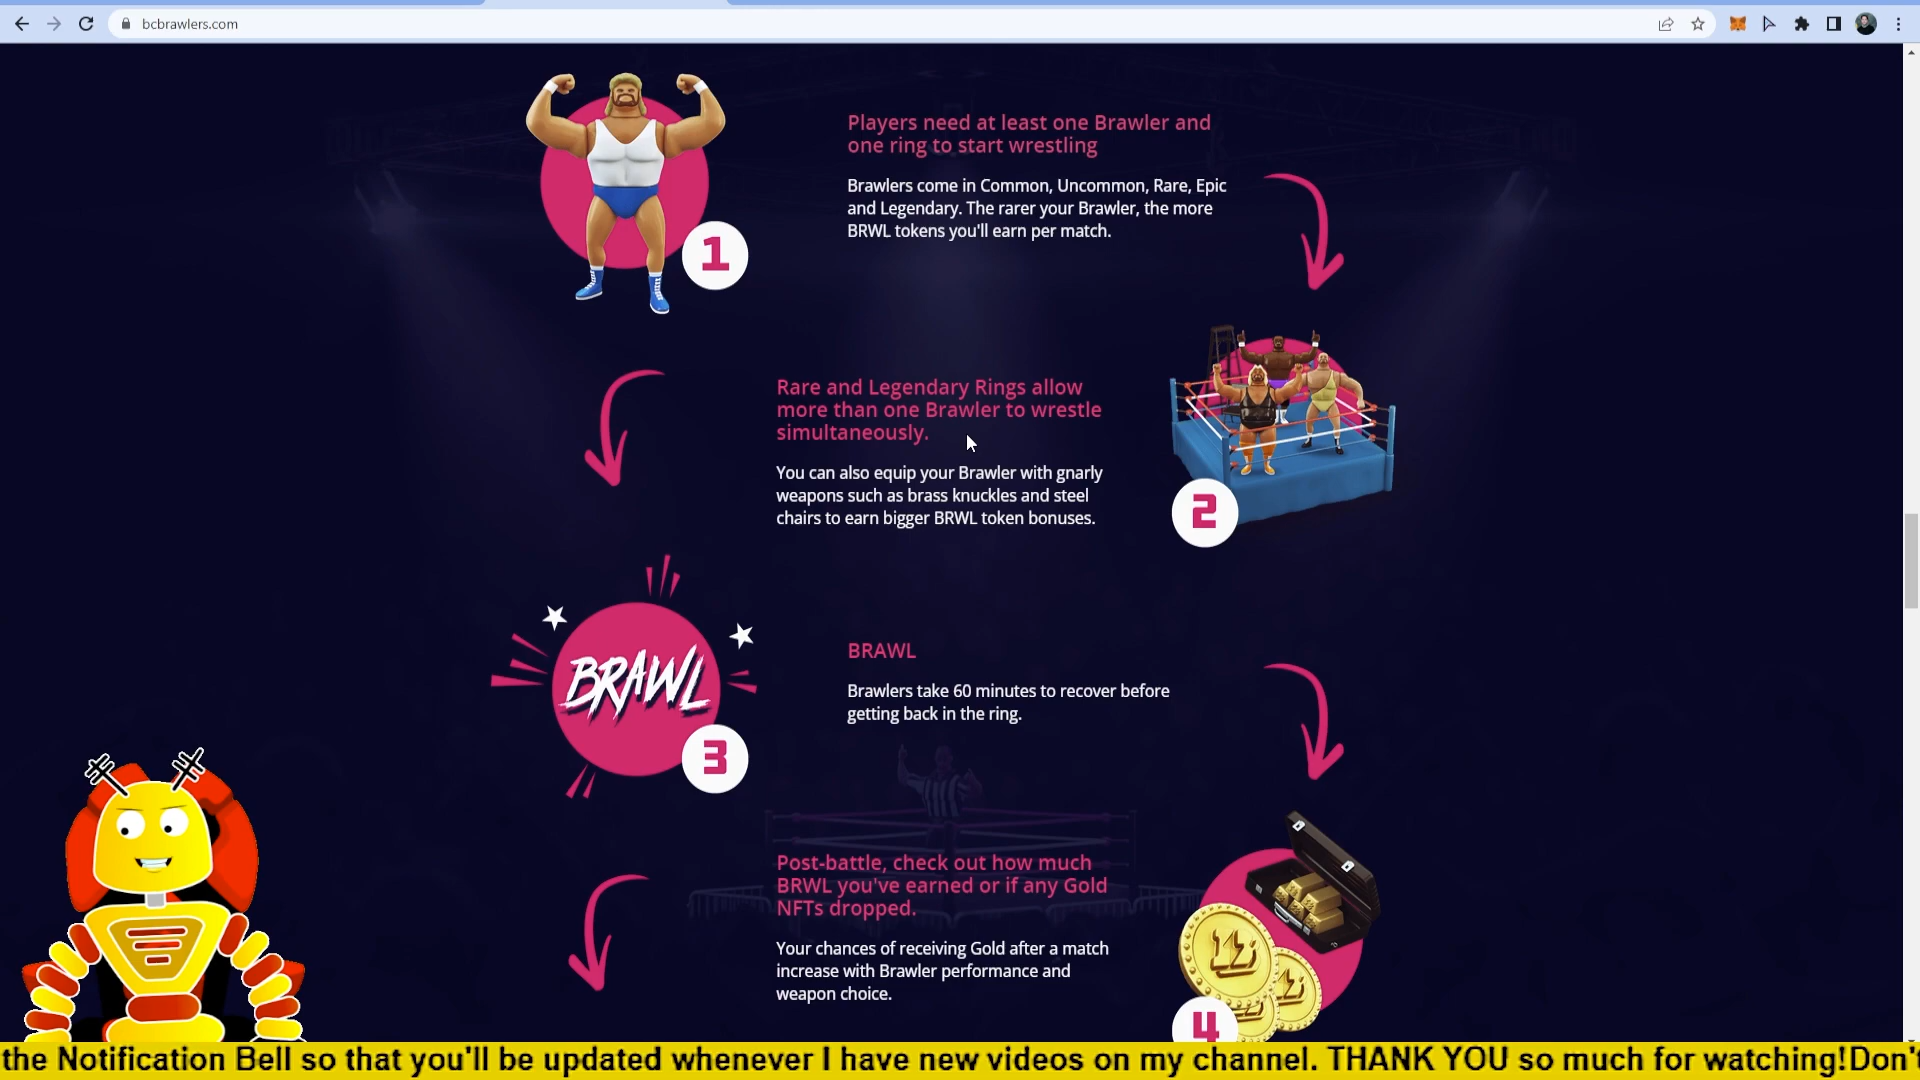 bcbrawlers.com
Players need at least one Brawler and
one ring to start wrestling
Brawlers come in Common, Uncommon, Rare, Epic
and Legendary. The rarer your Brawler, the more
BRWL tokens you'll earn per match.
1
Rare and Legendary Rings allow
more than one Brawler to wrestle
simultaneously.
You can also equip your Brawler with gnarly
weapons such as brass knuckles and steel
chairs to earn bigger BRWL token bonuses.
2
BRAWL
3
BRAWL
Brawlers take 60 minutes to recover before
getting back in the ring.
Post-battle, check out how much
BRWL you've earned or if any Gold
NFTs dropped.
Your chances of receiving Gold after a match
increase with Brawler performance and
weapon choice.
4
the Notification Bell so that you'll be updated whenever I have new videos on my channel. THANK YOU so much for watching!Don't